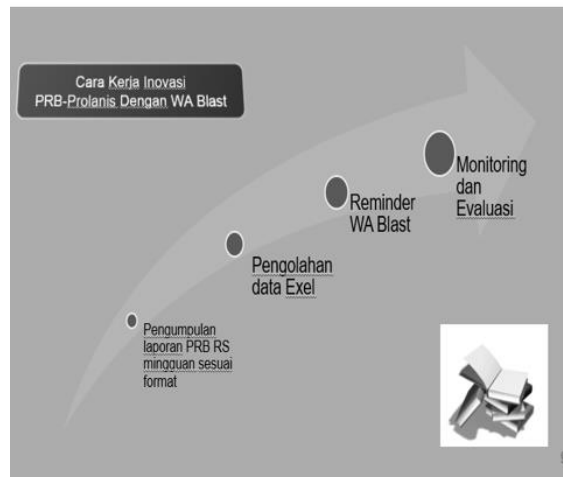 Cara Kerja Inovasi
PRB-Prolanis Dengan WA Blast
Monitoring
dan
Evaluasi
Reminder
WA Blast
Pengolahan
data Exel
Pengumpulan
laporan PRB RS
mingguan sesuai
format